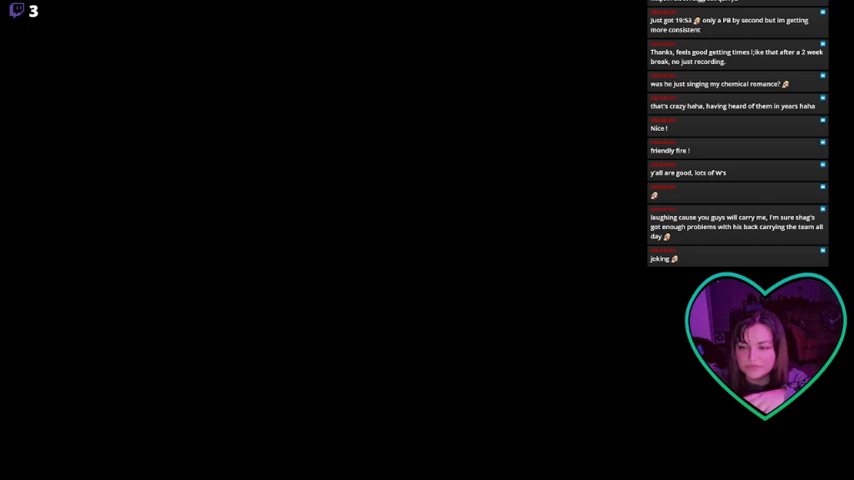 3
Just got 19:53 only a PB by second but im getting
more consistent
Thanks, feels good getting times l;ike that after a 2 week
break, no just recording.
was he just singing my chemical romance?
that's crazy haha, having heard of them in years haha
Nice !
friendly fire !
y'all are good, lots of W's
laughing cause you guys will carry me, I'm sure shag's
got enough problems with his back carrying the team all
day
joking